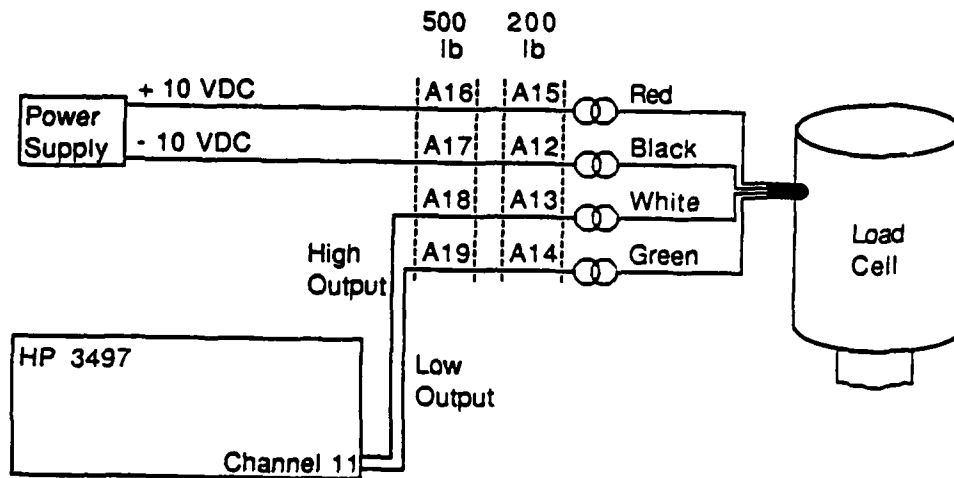 500 lb
200 lb
+ 10 VDC
A16
A15
Red
Power Supply
- 10 VDC
A17
A12
Black
A18
A13
White
High Output
A19
A14
Green
Load Cell
HP 3497
Low Output
Channel 11